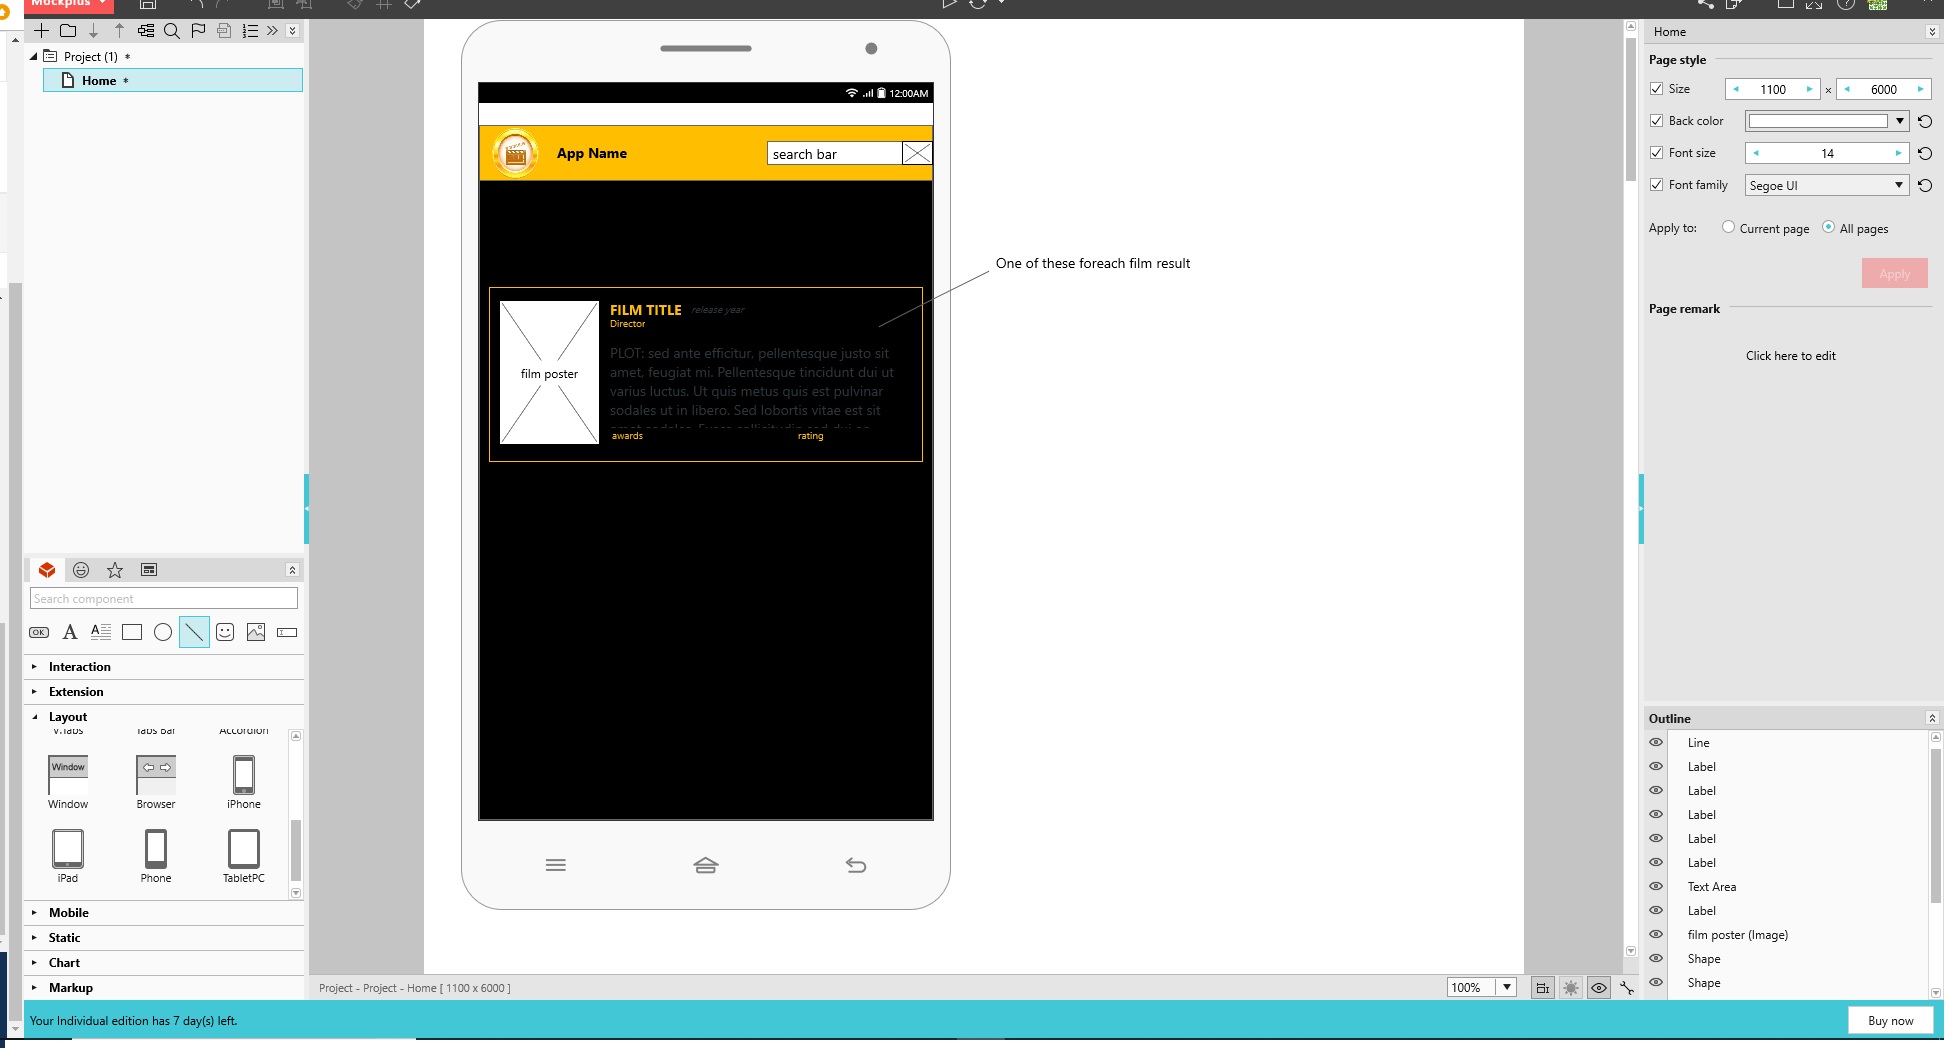 Mockplus
Project (1) *
Home *
Search component
OK
Interaction
Extension
Layout
V.Tabs
Tabs Bar
Accordion
Window
Window
Browser
iPhone
iPad
Phone
TabletPC
Mobile
Static
Chart
Markup
12:00AM
App Name
search bar
One of these foreach film result
FILM TITLE
release year
Director
film poster
PLOT: sed ante efficitur, pellentesque justo sit
amet, feugiat mi. Pellentesque tincidunt dui ut
varius luctus. Ut quis metus quis est pulvinar
sodales ut in libero. Sed lobortis vitae est sit
awards
rating
Project - Project - Home [ 1100 x 6000 ]
100%
Home
Page style
Size
1100
x
6000
Back color
Font size
14
Font family
Segoe UI
Apply to:
Current page
All pages
Apply
Page remark
Click here to edit
Outline
Line
Label
Label
Label
Label
Label
Text Area
Label
film poster (Image)
Shape
Shape
Your Individual edition has 7 day(s) left.
Buy now